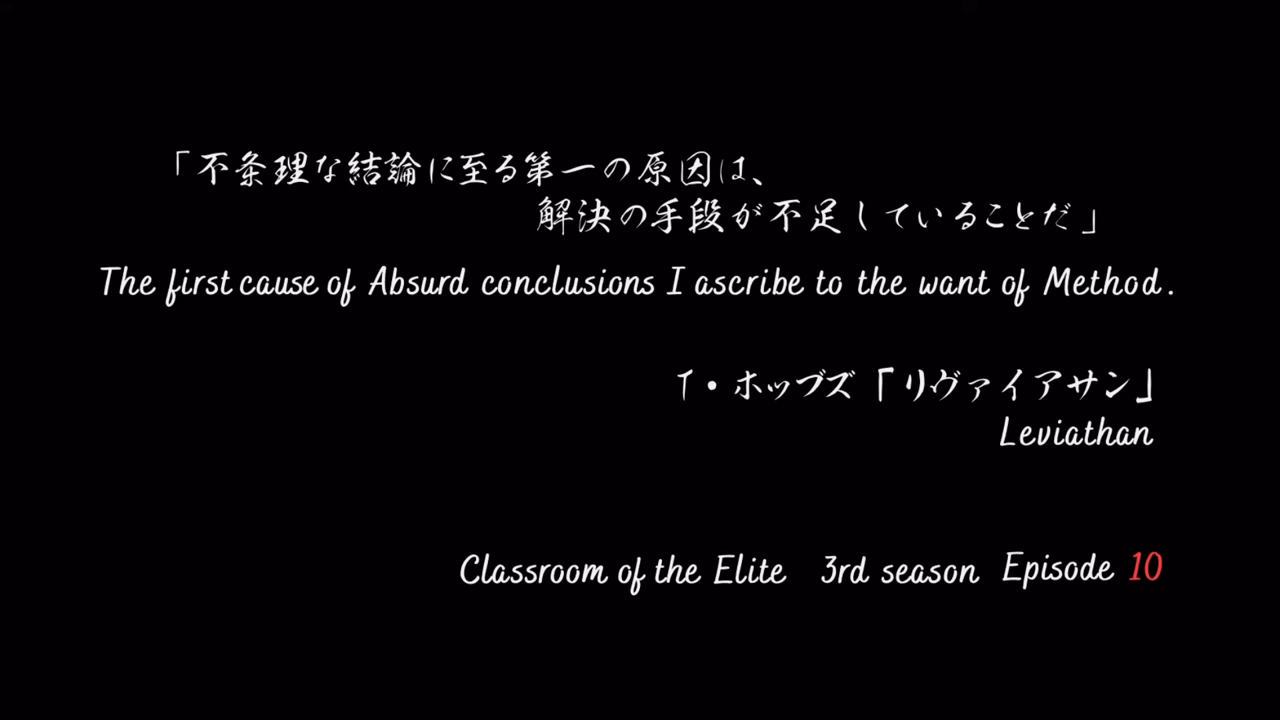 「不条理な結論に至る第一の原因は、
解決の手段が不足していることだ」
The first cause of Absurd conclusions I ascribe to the want of Method.
T・ホッブズ「リヴァイアサン」
Leviathan
Classroom of the Elite 3rd season Episode 10